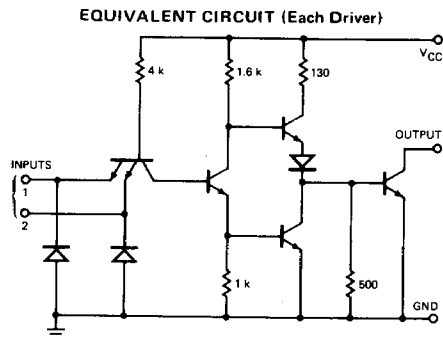 EQUIVALENT CIRCUIT (Each Driver)
VCC
4 k
1.6 k
130
OUTPUT
INPUTS
1
2
1 k
500
GND